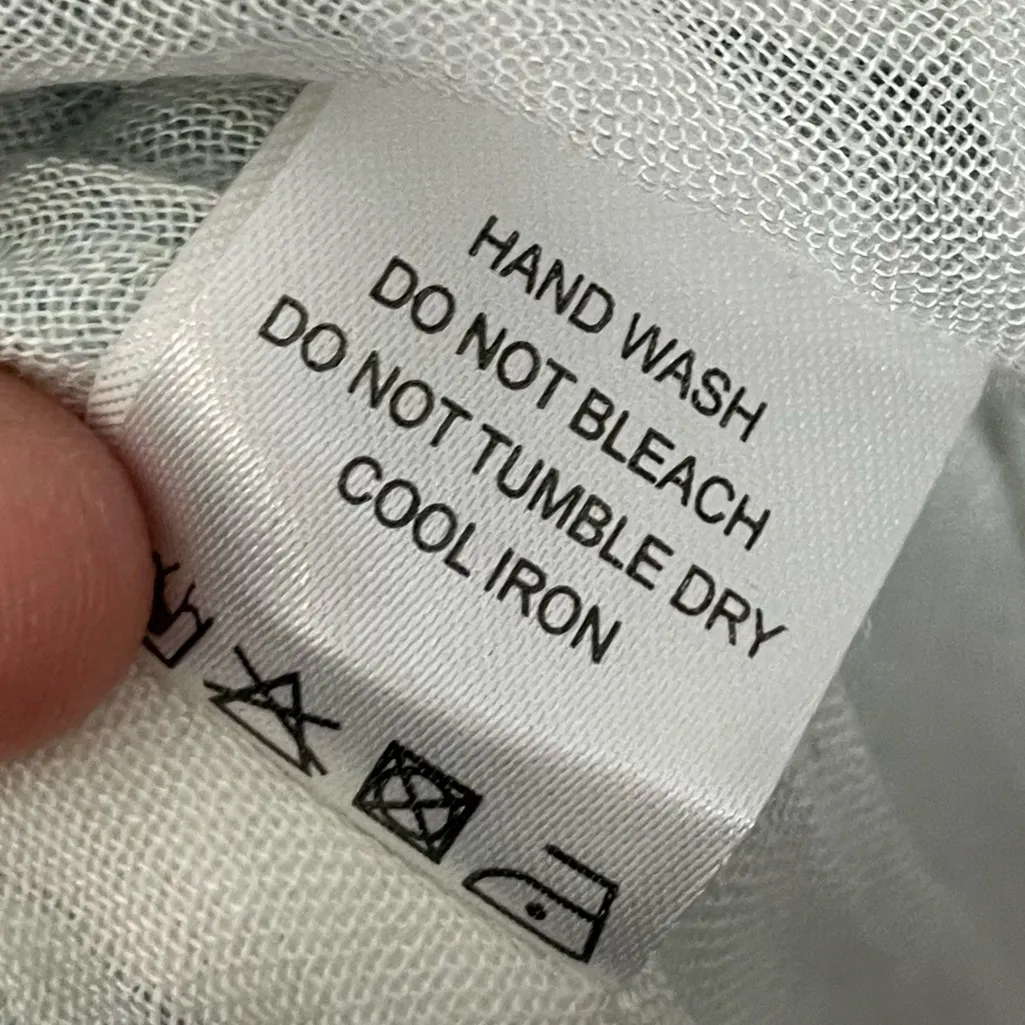 HAND WASH
DO NOT BLEACH
DO NOT TUMBLE DRY
COOL IRON